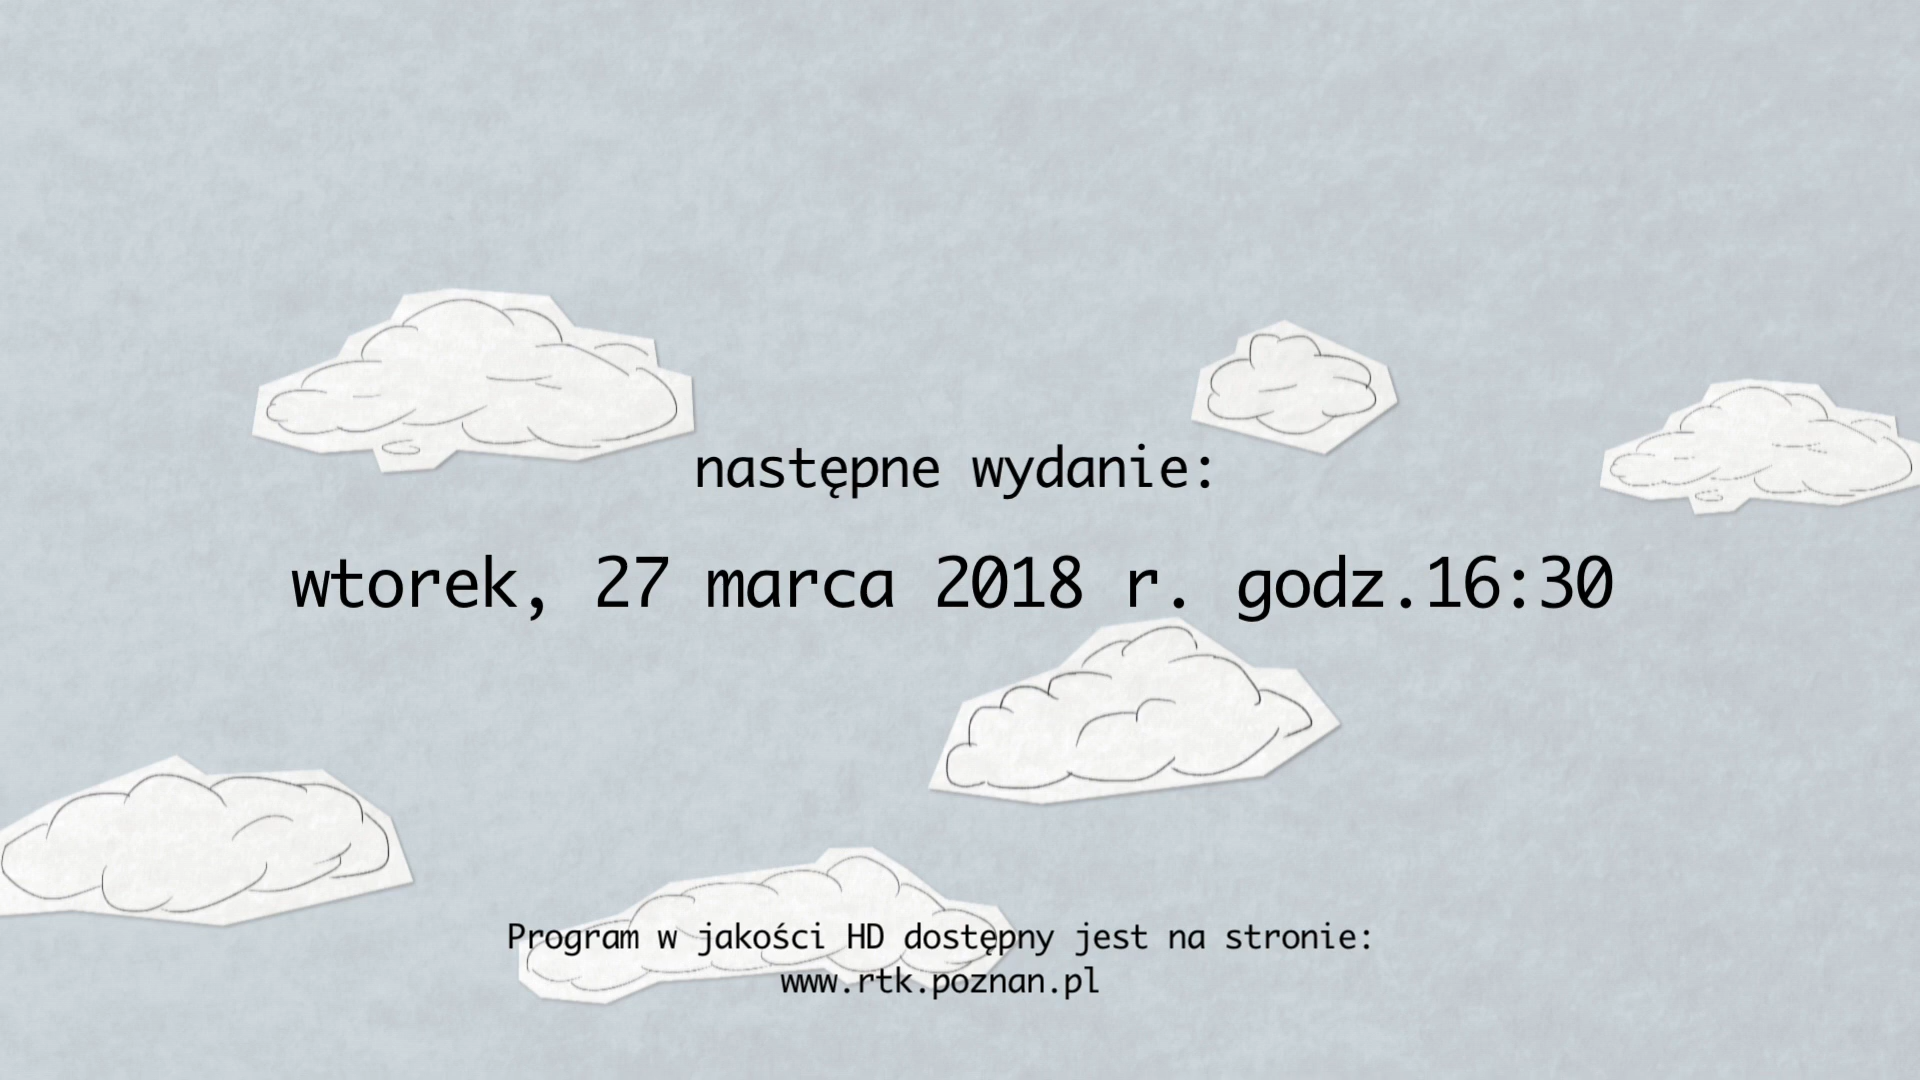 następne wydanie:
wtorek, 27 marca 2018 r. godz.16:30
Program w jakości HD dostępny jest na stronie:
www.rtk.poznan.pl